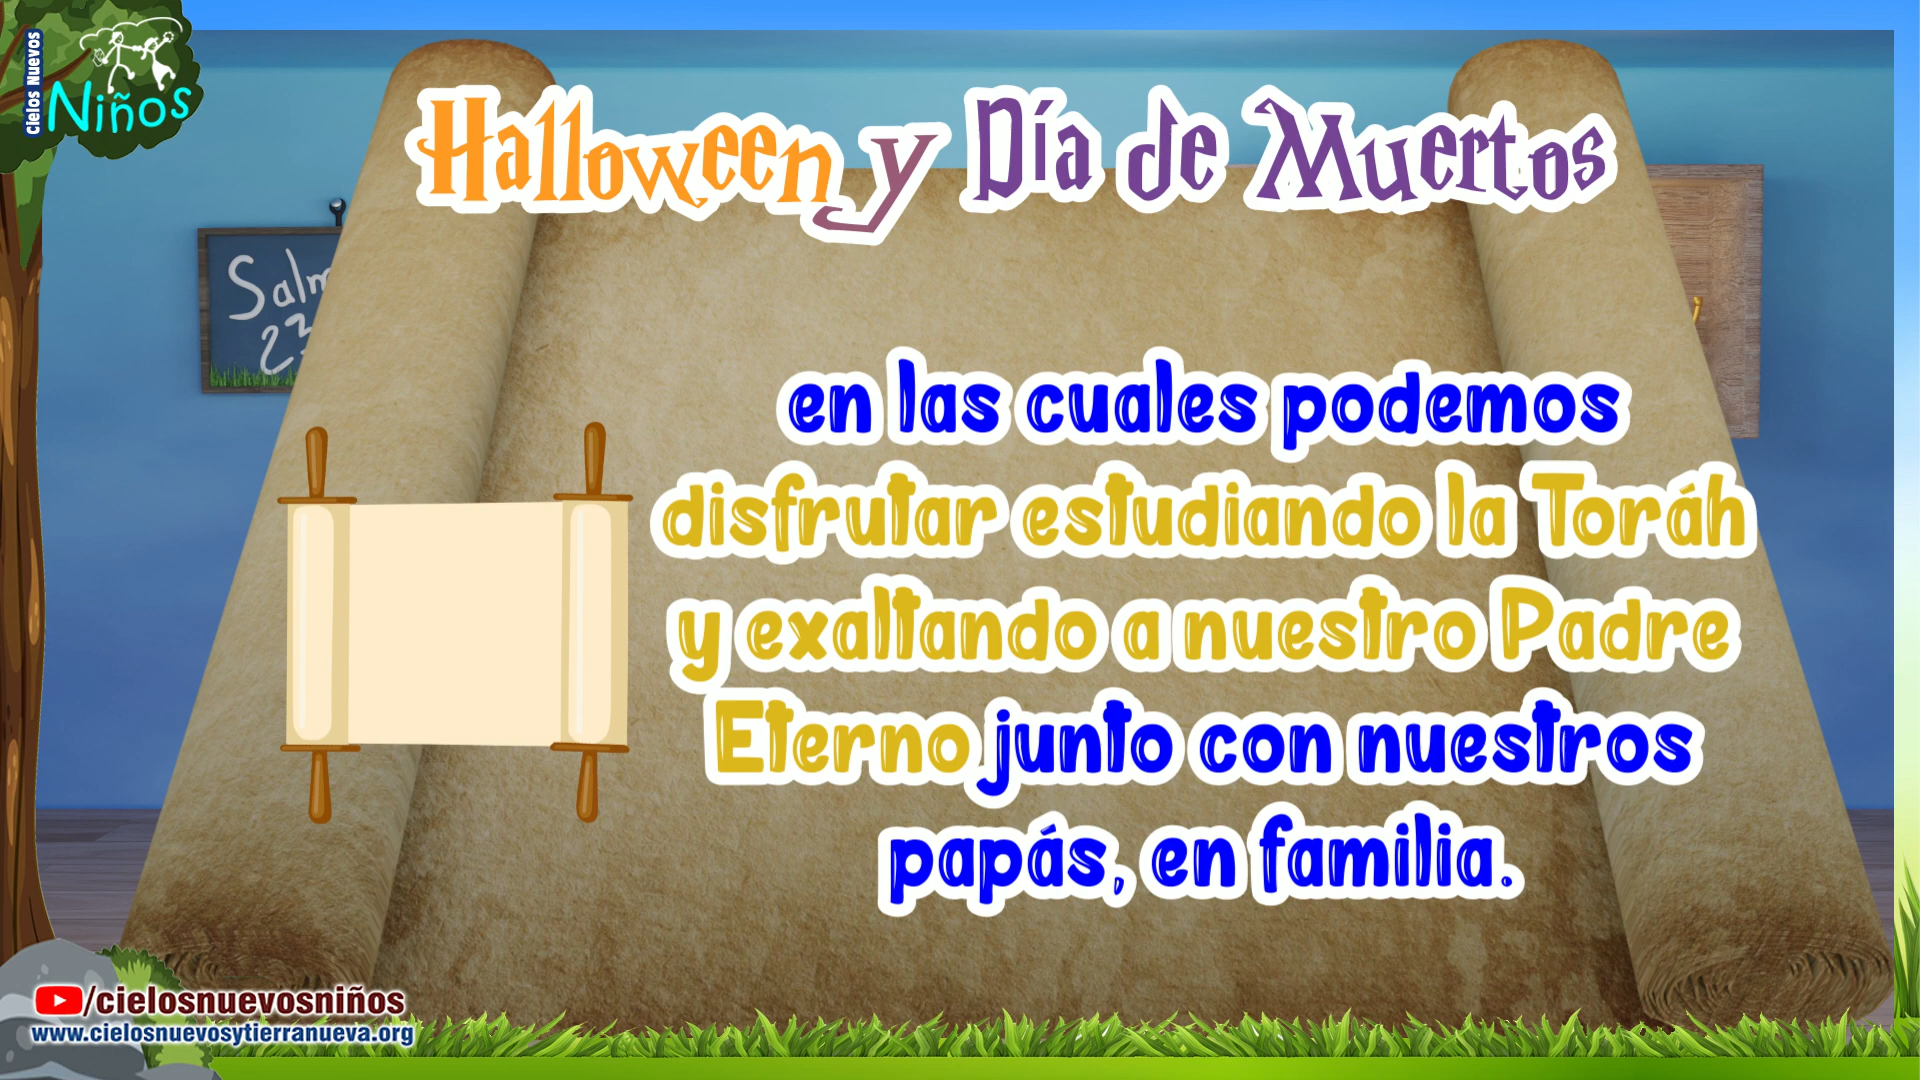 Cielos Nuevos
Niños
Halloween y Día de Muertos
Salm
23
en las cuales podemos
disfrutar estudiando la Toráh
y exaltando a nuestro Padre
Eterno junto con nuestros
papás, en familia.
/cielosnuevosniños
www.cielosnuevosytierranueva.org